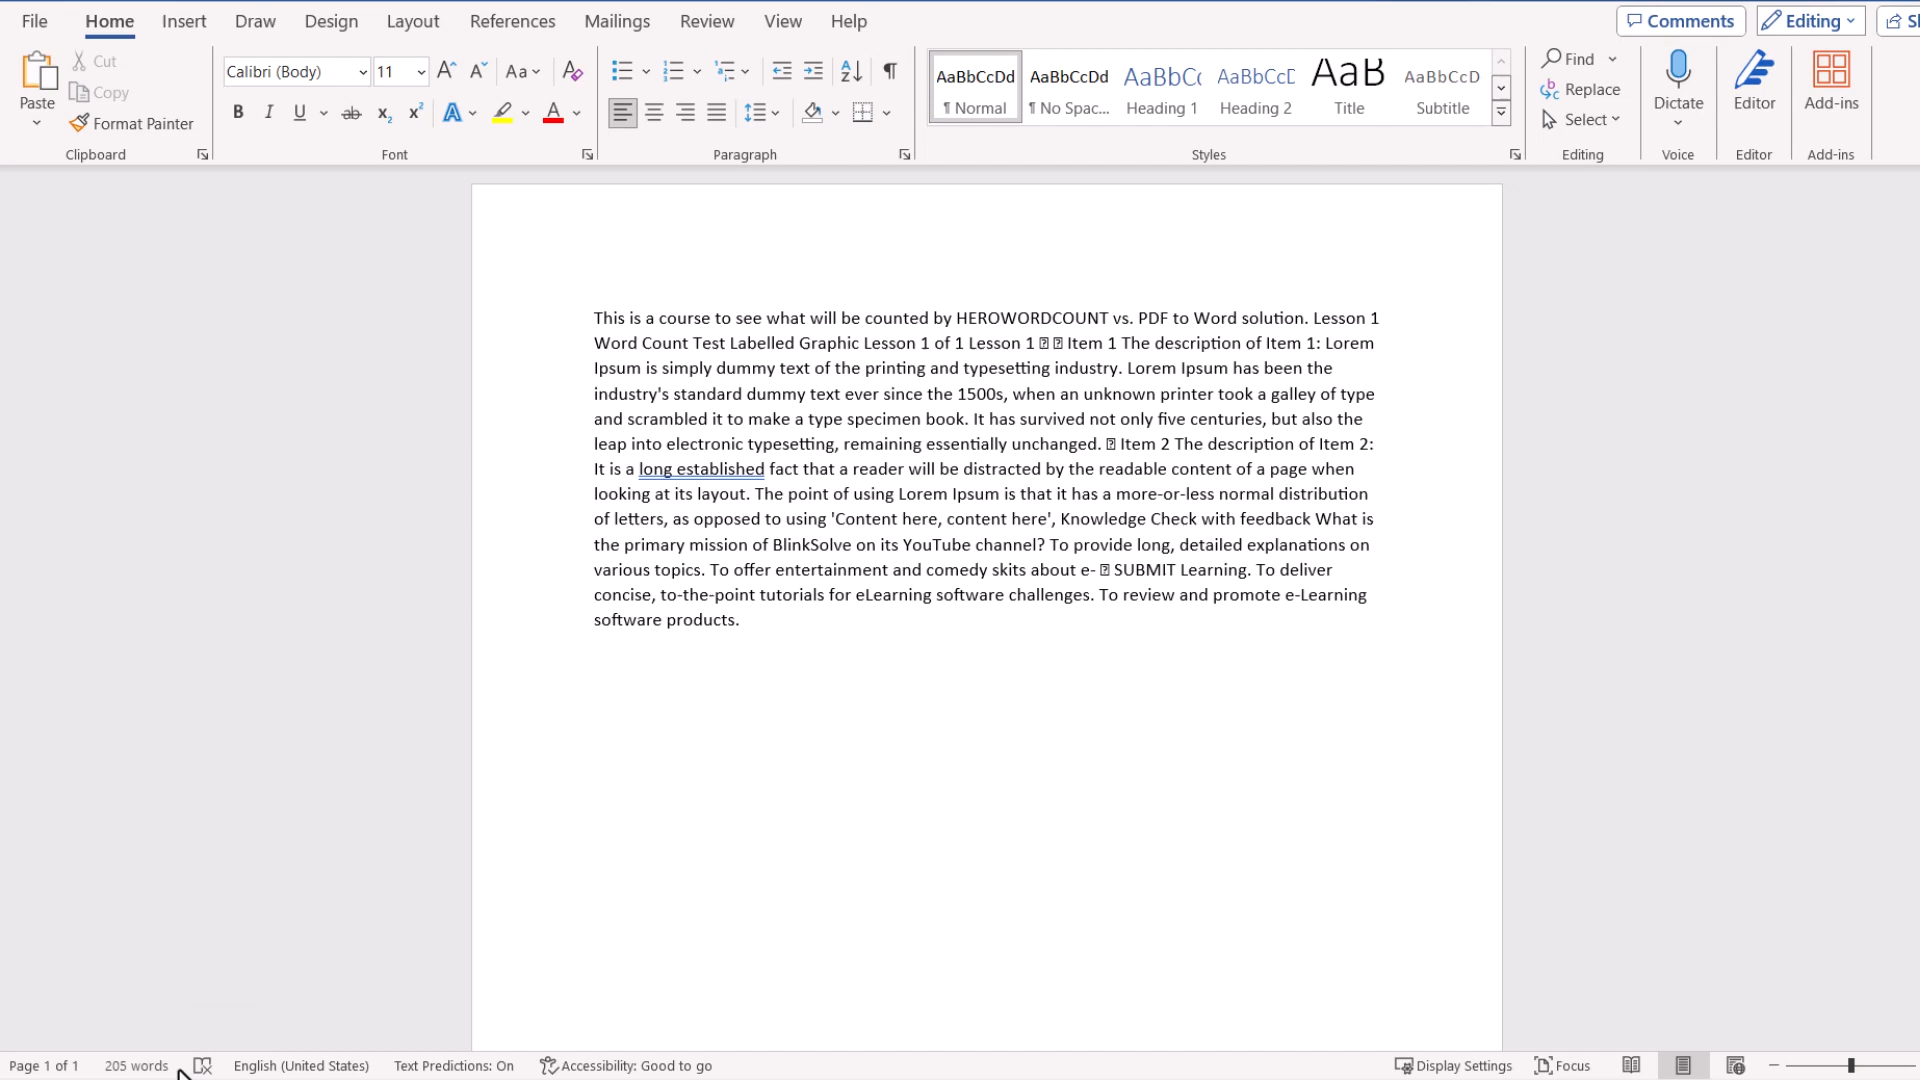 File Home Insert Draw Design Layout References Mailings Review View Help Comments Editing
Cut
Copy
Format Painter
Paste
Calibri (Body) 11 Aa
B I U ab x₂ x² A A
AaBbCcDd AaBbCcDd AaBbCc AaBbCcD AaB AaBbCcD
¶ Normal ¶ No Spac... Heading 1 Heading 2 Title Subtitle
Find
Replace
Select
Dictate Editor Add-ins
Clipboard Font Paragraph Styles Editing Voice Editor Add-ins
This is a course to see what will be counted by HEROWORDCOUNT vs. PDF to Word solution. Lesson 1
Word Count Test Labelled Graphic Lesson 1 of 1 Lesson 1 ⍰ ⍰ Item 1 The description of Item 1: Lorem
Ipsum is simply dummy text of the printing and typesetting industry. Lorem Ipsum has been the
industry's standard dummy text ever since the 1500s, when an unknown printer took a galley of type
and scrambled it to make a type specimen book. It has survived not only five centuries, but also the
leap into electronic typesetting, remaining essentially unchanged. ⍰ Item 2 The description of Item 2:
It is a long established fact that a reader will be distracted by the readable content of a page when
looking at its layout. The point of using Lorem Ipsum is that it has a more-or-less normal distribution
of letters, as opposed to using 'Content here, content here', Knowledge Check with feedback What is
the primary mission of BlinkSolve on its YouTube channel? To provide long, detailed explanations on
various topics. To offer entertainment and comedy skits about e- ⍰ SUBMIT Learning. To deliver
concise, to-the-point tutorials for eLearning software challenges. To review and promote e-Learning
software products.
Page 1 of 1 205 words English (United States) Text Predictions: On Accessibility: Good to go Display Settings Focus